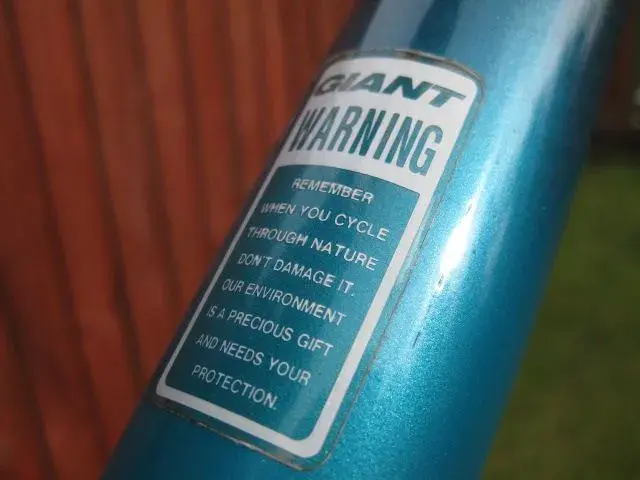 GIANT
WARNING
REMEMBER
WHEN YOU CYCLE
THROUGH NATURE
DON'T DAMAGE IT.
OUR ENVIRONMENT
IS A PRECIOUS GIFT
AND NEEDS YOUR
PROTECTION.